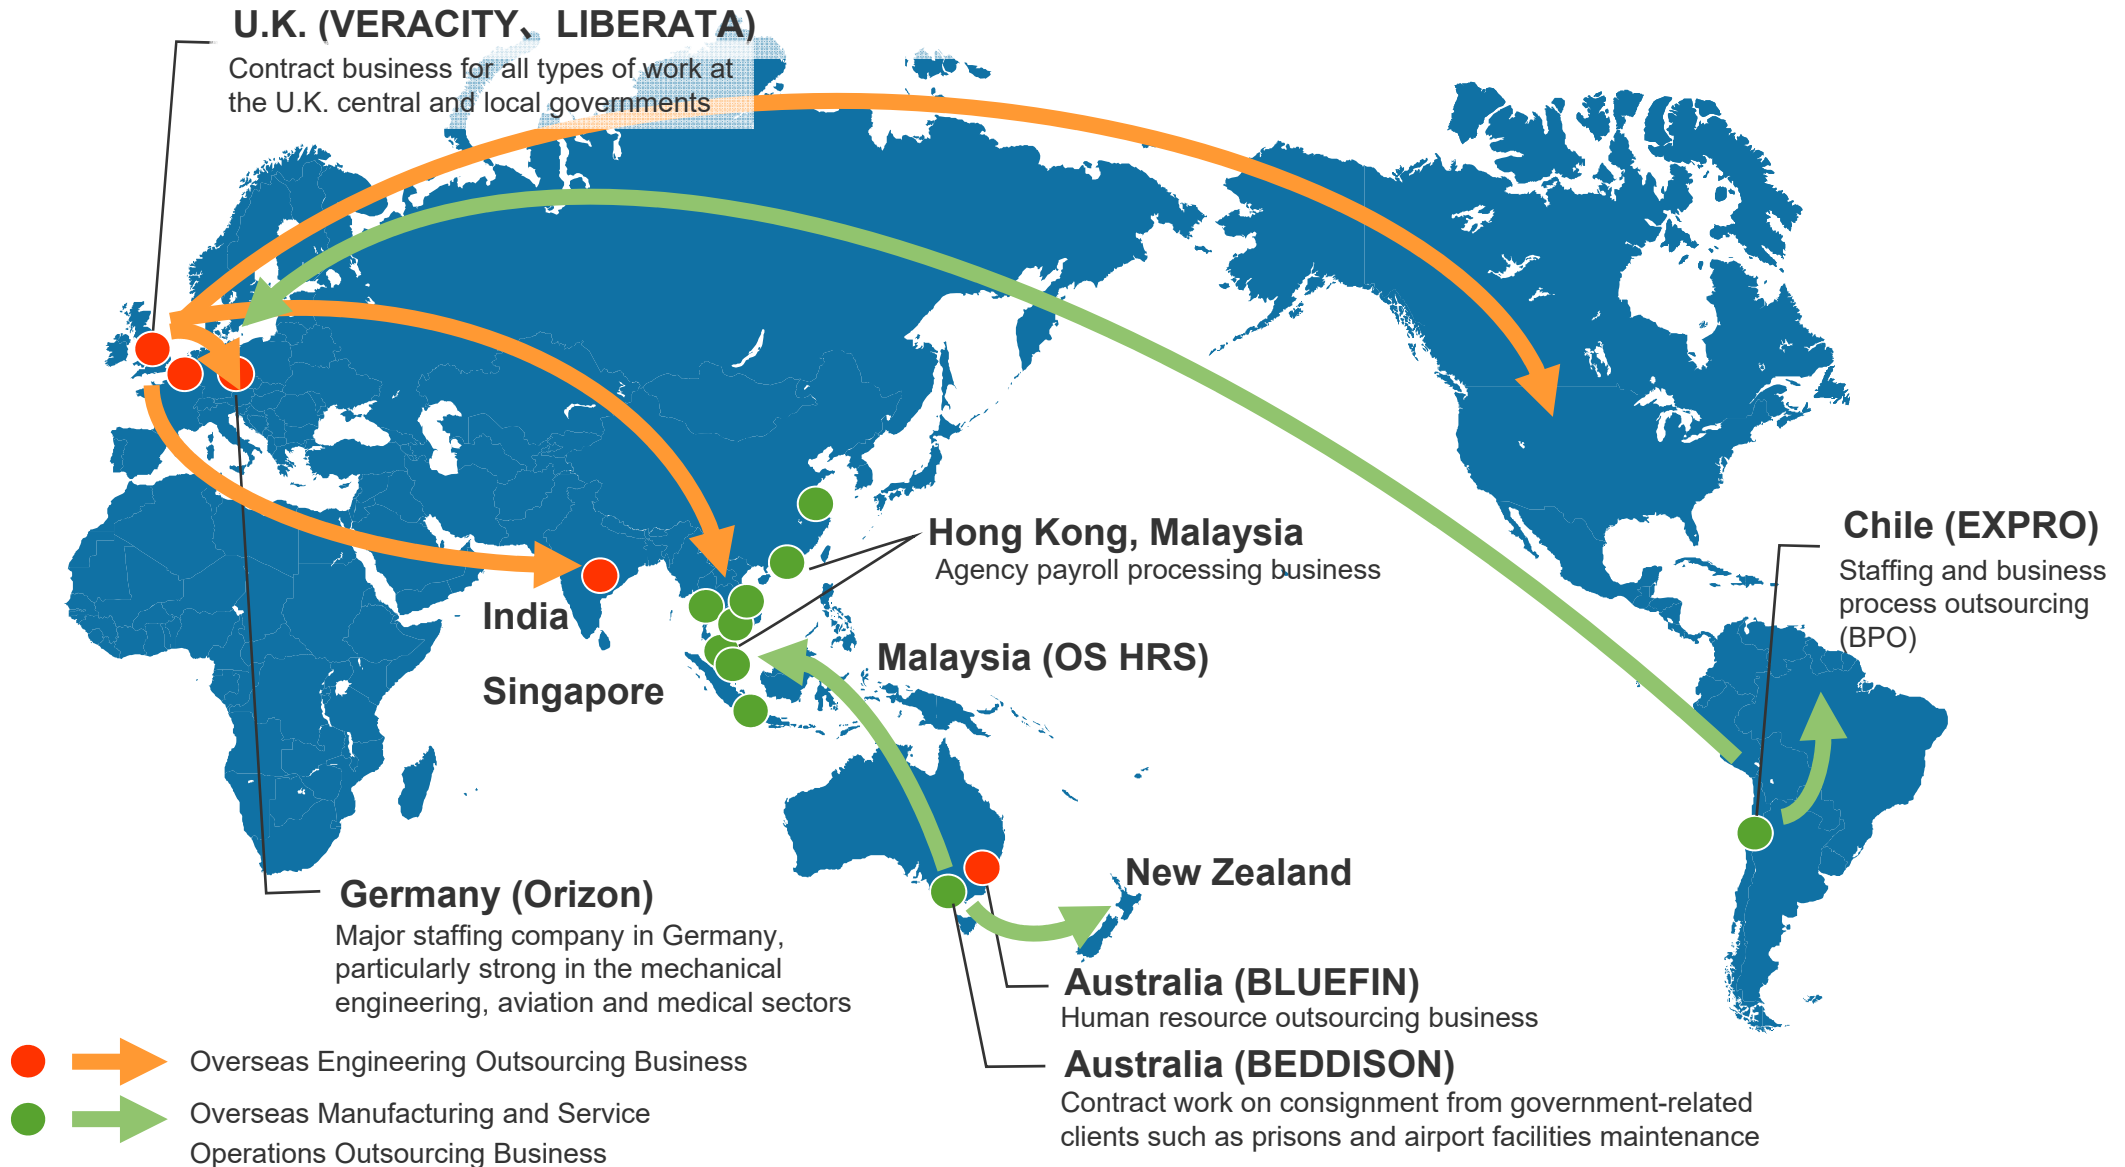 U.K. (VERACITY、LIBERATA)
Contract business for all types of work at
the U.K. central and local governments
Hong Kong, Malaysia
Agency payroll processing business
Chile (EXPRO)
Staffing and business
process outsourcing
(BPO)
India
Malaysia (OS HRS)
Singapore
New Zealand
Germany (Orizon)
Major staffing company in Germany,
particularly strong in the mechanical
engineering, aviation and medical sectors
Australia (BLUEFIN)
Human resource outsourcing business
Australia (BEDDISON)
Contract work on consignment from government-related
clients such as prisons and airport facilities maintenance
Overseas Engineering Outsourcing Business
Overseas Manufacturing and Service
Operations Outsourcing Business